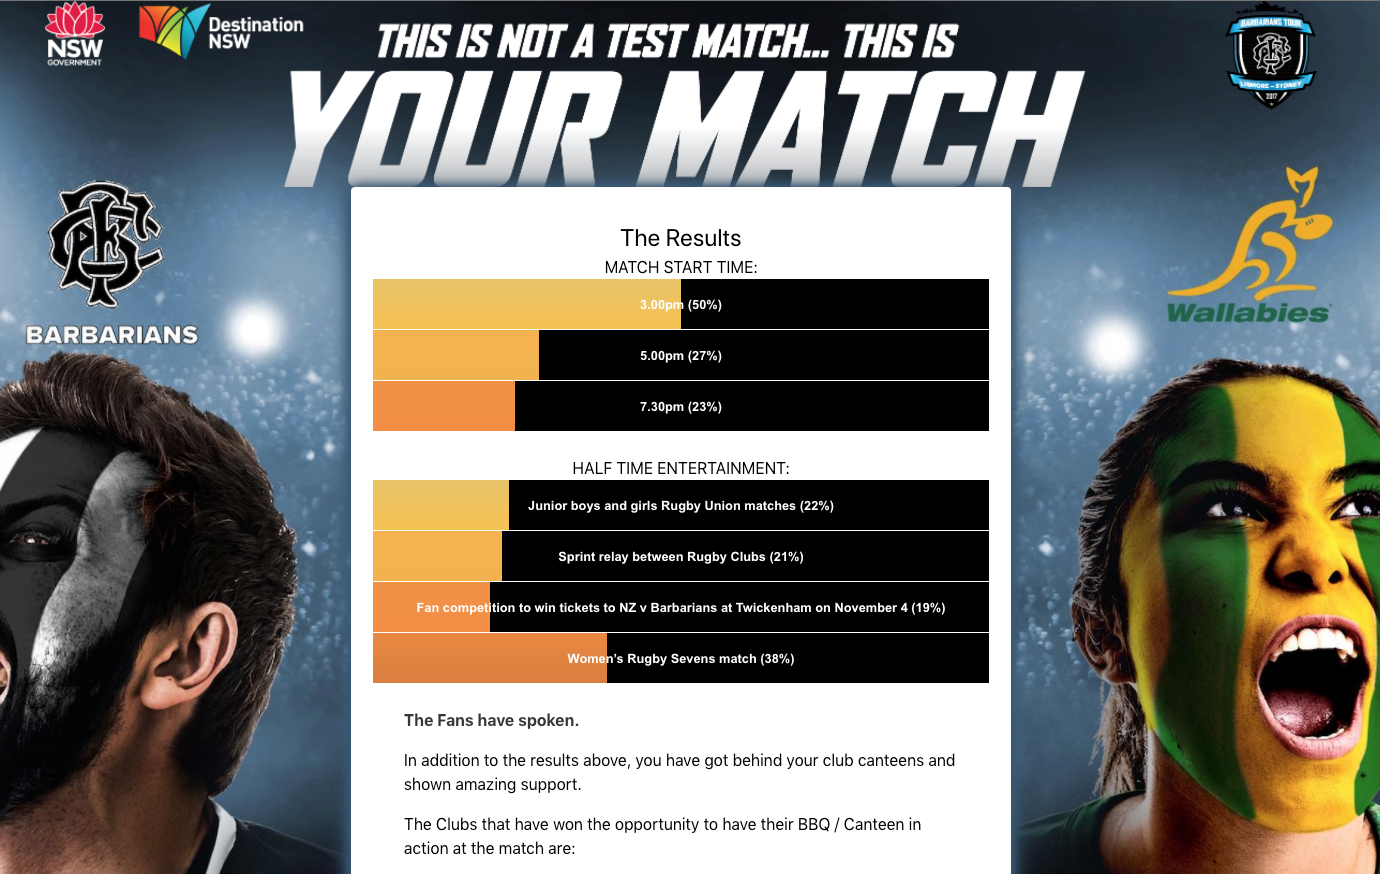 NSW
GOVERNMENT
Destination
NSW
THIS IS NOT A TEST MATCH... THIS IS
YOUR MATCH
BARBARIANS TOUR
LISMORE – SYDNEY
2017
BARBARIANS
Wallabies
The Results
MATCH START TIME:
3.00pm (50%)
5.00pm (27%)
7.30pm (23%)
HALF TIME ENTERTAINMENT:
Junior boys and girls Rugby Union matches (22%)
Sprint relay between Rugby Clubs (21%)
Fan competition to win tickets to NZ v Barbarians at Twickenham on November 4 (19%)
Women's Rugby Sevens match (38%)
The Fans have spoken.
In addition to the results above, you have got behind your club canteens and
shown amazing support.
The Clubs that have won the opportunity to have their BBQ / Canteen in
action at the match are: